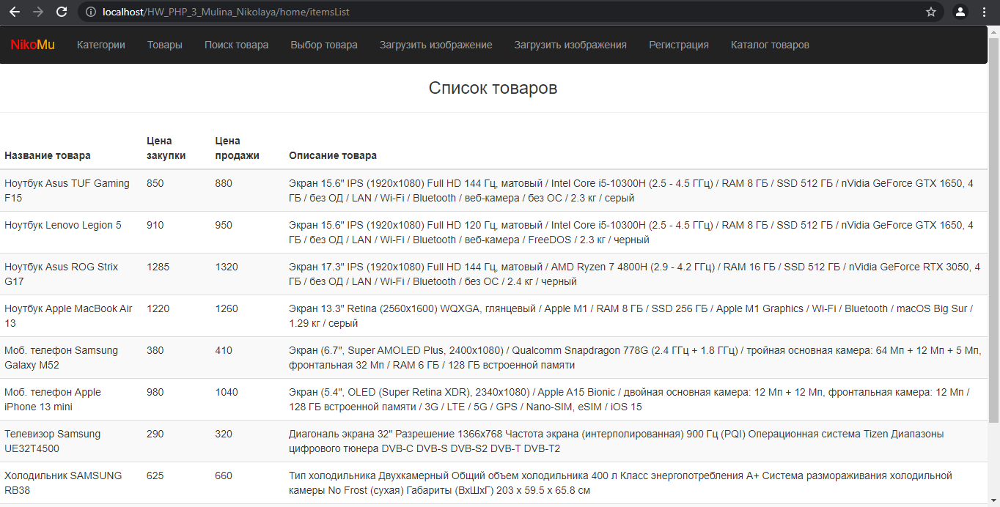 localhost/HW_PHP_3_Mulina_Nikolaya/home/itemsList
NikoMu Категории Товары Поиск товара Выбор товара Загрузить изображение Загрузить изображения Регистрация Каталог товаров
Список товаров
Название товара
Цена
закупки
Цена
продажи
Описание товара
Ноутбук Asus TUF Gaming
F15
850
880
Экран 15.6" IPS (1920x1080) Full HD 144 Гц, матовый / Intel Core i5-10300H (2.5 - 4.5 ГГц) / RAM 8 ГБ / SSD 512 ГБ / nVidia GeForce GTX 1650, 4
ГБ / без ОД / LAN / Wi-Fi / Bluetooth / веб-камера / без ОС / 2.3 кг / серый
Ноутбук Lenovo Legion 5
910
950
Экран 15.6" IPS (1920x1080) Full HD 120 Гц, матовый / Intel Core i5-10300H (2.5 - 4.5 ГГц) / RAM 8 ГБ / SSD 512 ГБ / nVidia GeForce GTX 1650, 4
ГБ / без ОД / LAN / Wi-Fi / Bluetooth / веб-камера / FreeDOS / 2.3 кг / черный
Ноутбук Asus ROG Strix
G17
1285
1320
Экран 17.3" IPS (1920x1080) Full HD 144 Гц, матовый / AMD Ryzen 7 4800H (2.9 - 4.2 ГГц) / RAM 16 ГБ / SSD 512 ГБ / nVidia GeForce RTX 3050, 4
ГБ / без ОД / LAN / Wi-Fi / Bluetooth / без ОС / 2.4 кг / черный
Ноутбук Apple MacBook Air
13
1220
1260
Экран 13.3" Retina (2560x1600) WQXGA, глянцевый / Apple M1 / RAM 8 ГБ / SSD 256 ГБ / Apple M1 Graphics / Wi-Fi / Bluetooth / macOS Big Sur /
1.29 кг / серый
Моб. телефон Samsung
Galaxy M52
380
410
Экран (6.7", Super AMOLED Plus, 2400x1080) / Qualcomm Snapdragon 778G (2.4 ГГц + 1.8 ГГц) / тройная основная камера: 64 Мп + 12 Мп + 5 Мп,
фронтальная 32 Мп / RAM 6 ГБ / 128 ГБ встроенной памяти
Моб. телефон Apple
iPhone 13 mini
980
1040
Экран (5.4", OLED (Super Retina XDR), 2340x1080) / Apple A15 Bionic / двойная основная камера: 12 Мп + 12 Мп, фронтальная камера: 12 Мп /
128 ГБ встроенной памяти / 3G / LTE / 5G / GPS / Nano-SIM, eSIM / iOS 15
Телевизор Samsung
UE32T4500
290
320
Диагональ экрана 32" Разрешение 1366x768 Частота экрана (интерполированная) 900 Гц (PQI) Операционная система Tizen Диапазоны
цифрового тюнера DVB-C DVB-S DVB-S2 DVB-T DVB-T2
Холодильник SAMSUNG
RB38
625
660
Тип холодильника Двухкамерный Общий объем холодильника 400 л Класс энергопотребления A+ Система размораживания холодильной
камеры No Frost (сухая) Габариты (ВхШхГ) 203 х 59.5 х 65.8 см